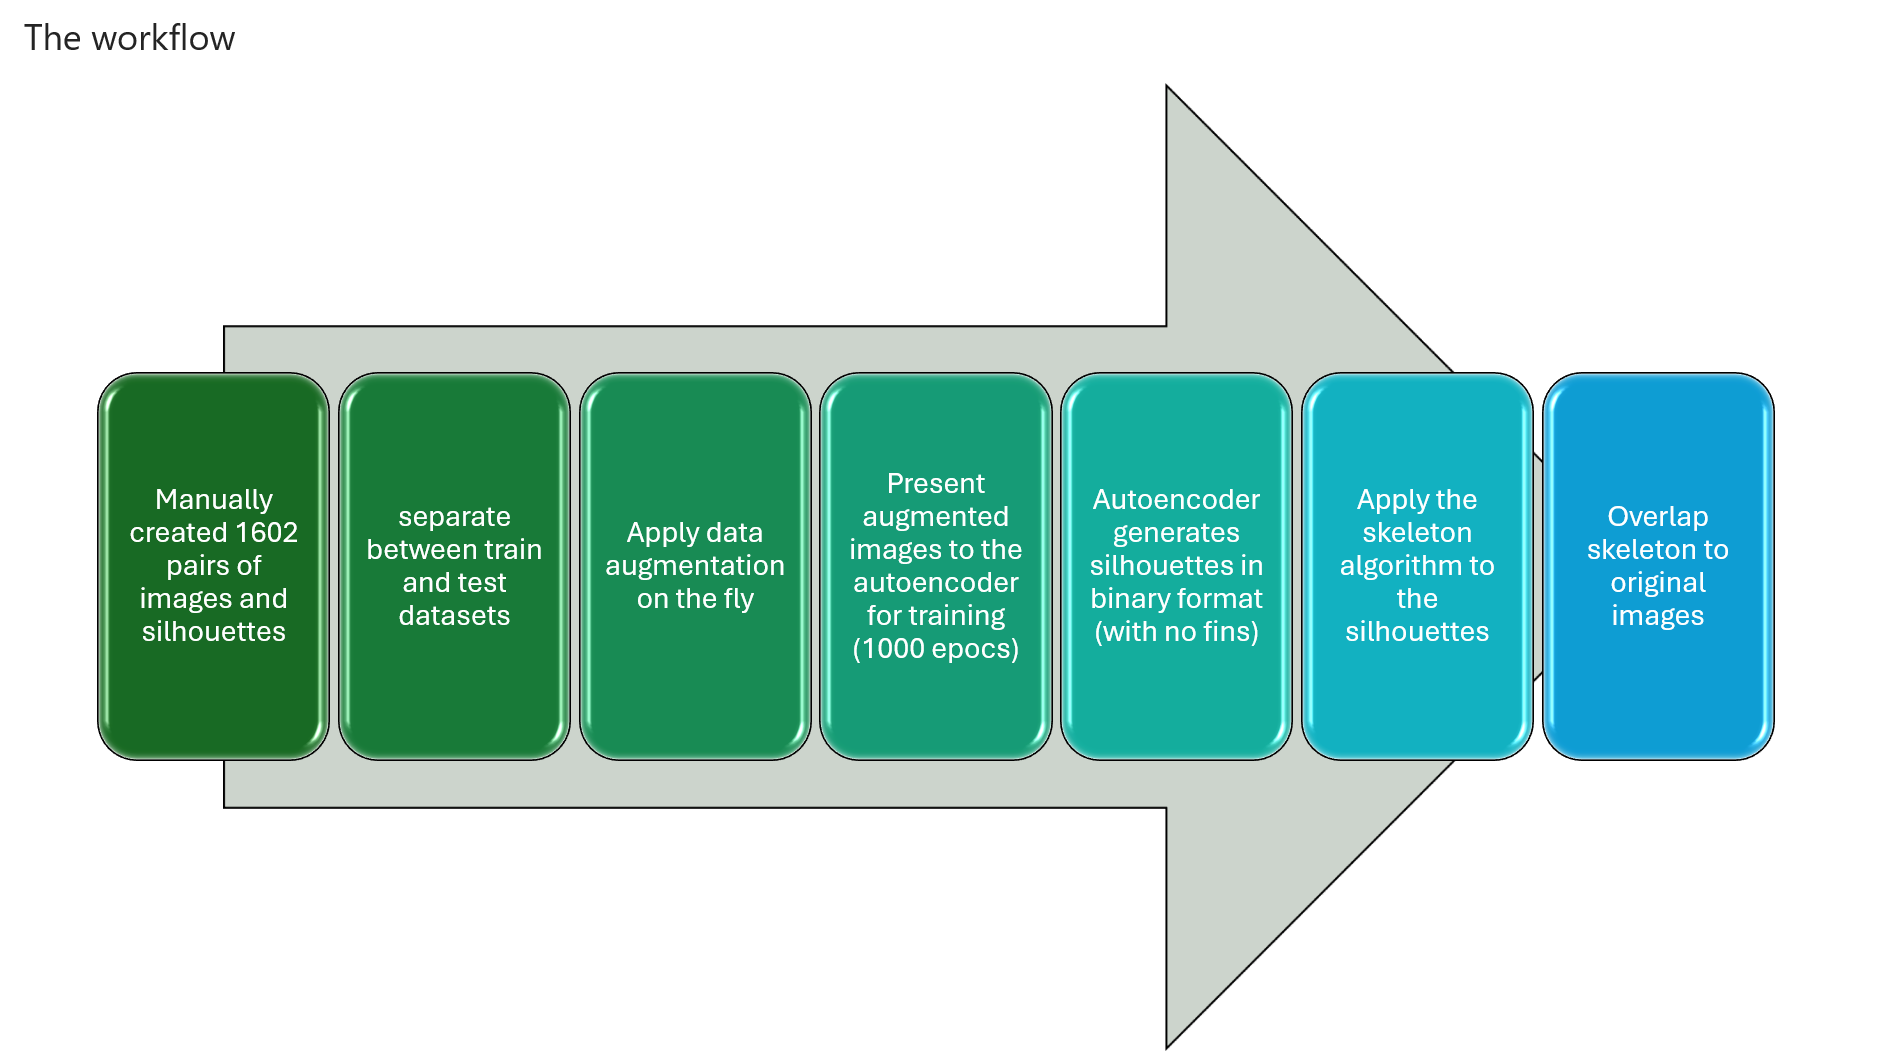 The workflow
Manually
created 1602
pairs of
images and
silhouettes
separate
between train
and test
datasets
Apply data
augmentation
on the fly
Present
augmented
images to the
autoencoder
for training
(1000 epocs)
Autoencoder
generates
silhouettes in
binary format
(with no fins)
Apply the
skeleton
algorithm to
the
silhouettes
Overlap
skeleton to
original
images